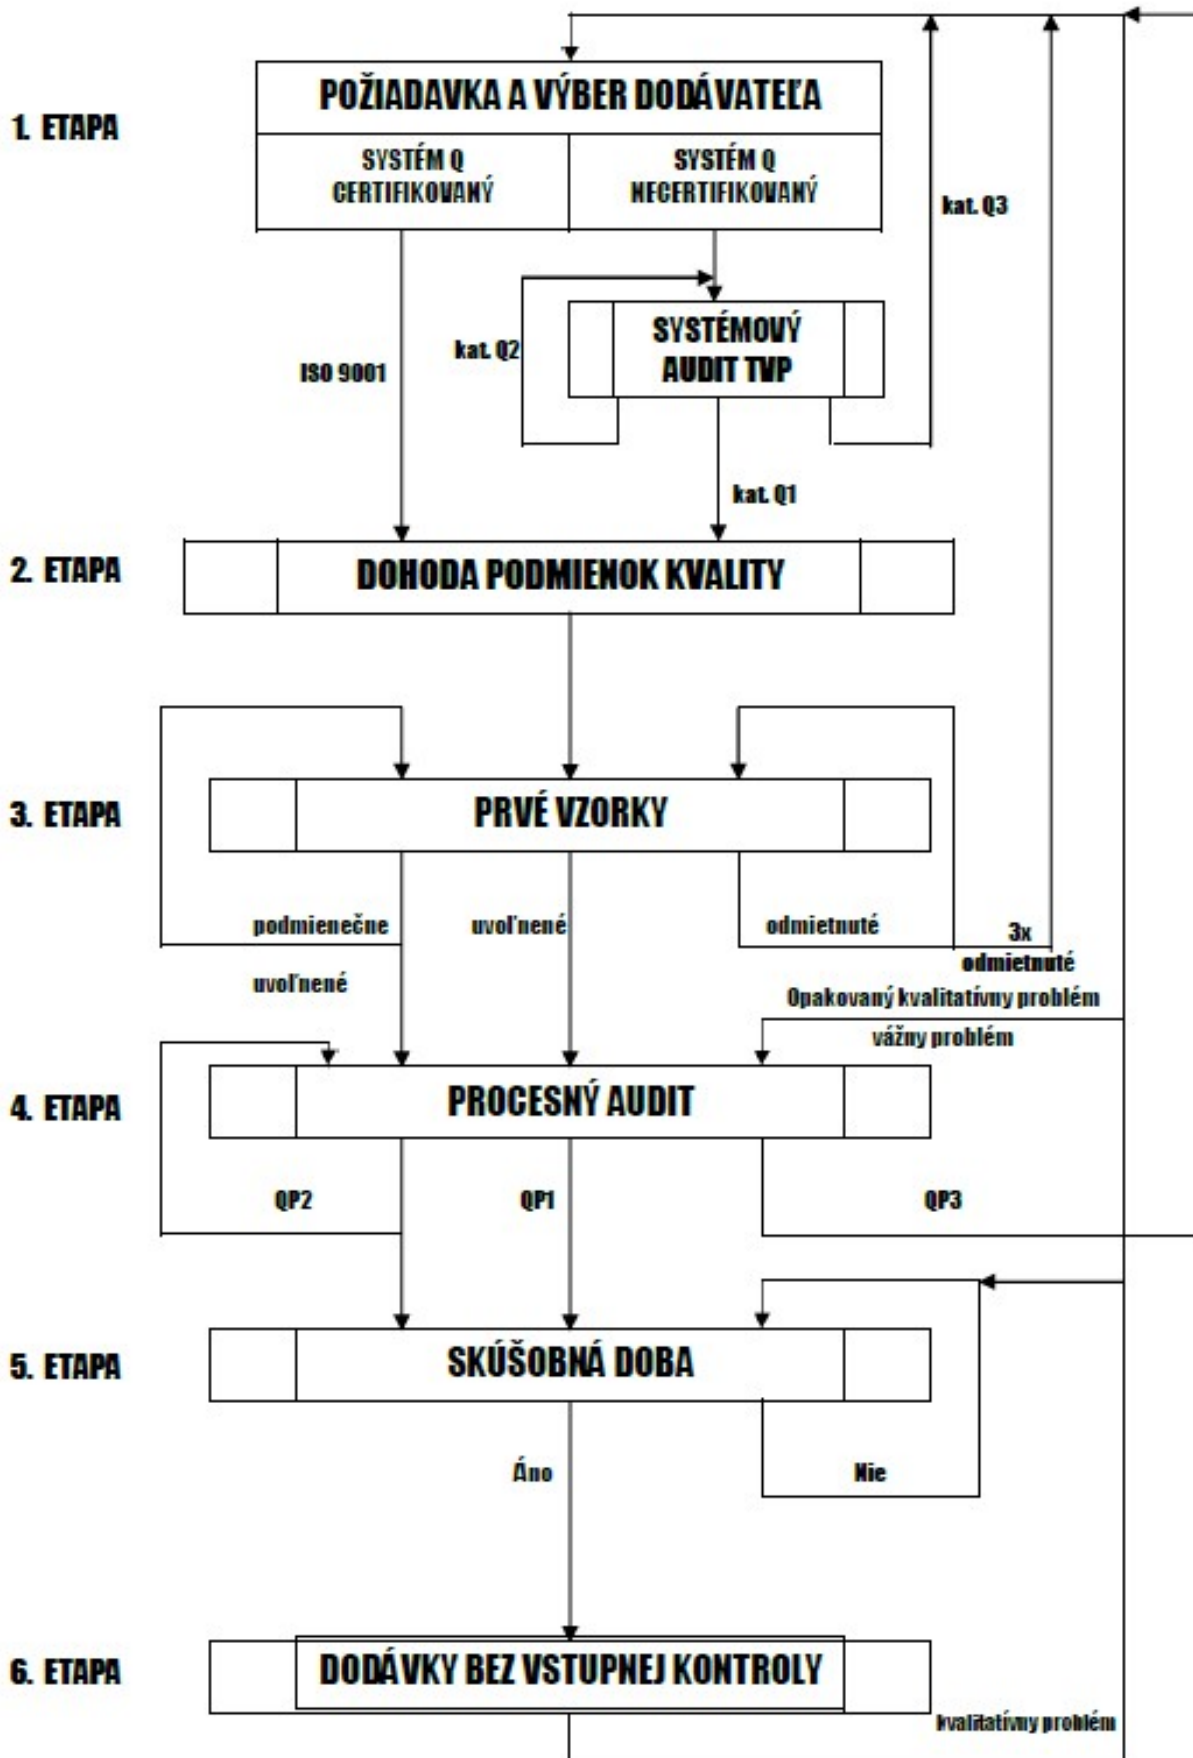 1. ETAPA
POŽIADAVKA A VÝBER DODÁVATEĽA
SYSTÉM Q
CERTIFIKOVANÝ
SYSTÉM Q
NECERTIFIKOVANÝ
kat. Q3
kat. Q2
SYSTÉMOVÝ
AUDIT TVP
ISO 9001
kat. Q1
2. ETAPA
DOHODA PODMIENOK KVALITY
3. ETAPA
PRVÉ VZORKY
podmienečne
uvoľnené
uvoľnené
odmietnuté
3x
odmietnuté
Opakovaný kvalitatívny problém
vážny problém
4. ETAPA
PROCESNÝ AUDIT
QP2
QP1
QP3
5. ETAPA
SKÚŠOBNÁ DOBA
Áno
Nie
6. ETAPA
DODÁVKY BEZ VSTUPNEJ KONTROLY
kvalitatívny problém